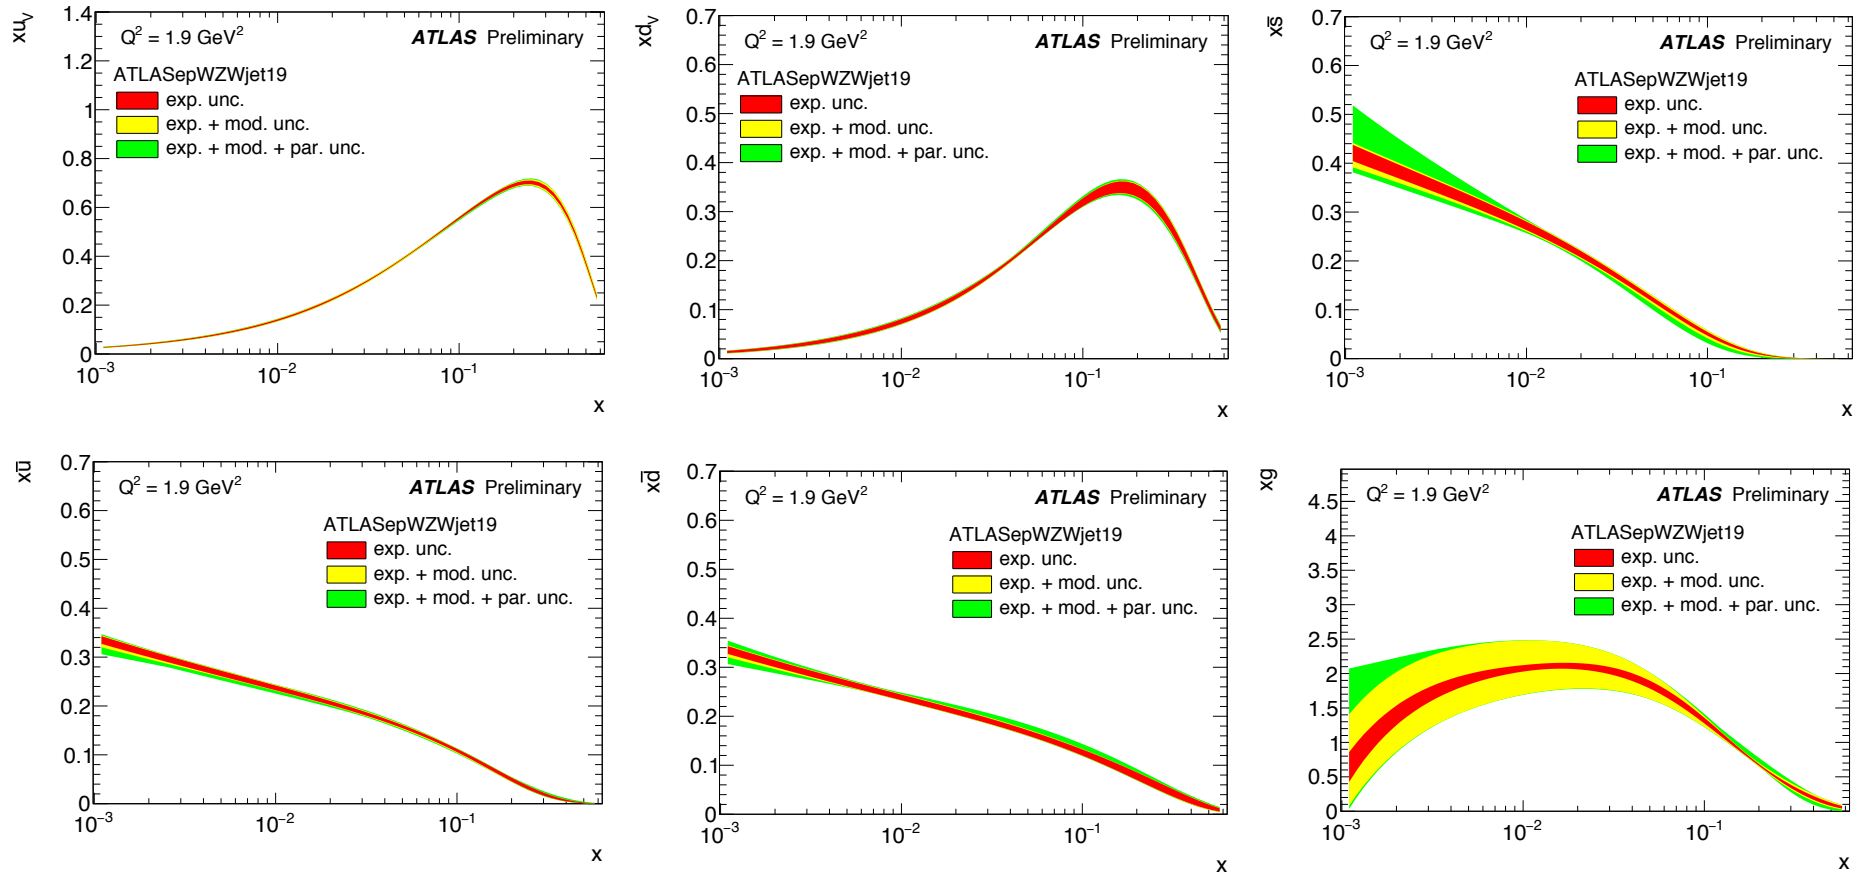 xu_V
1.4
1.2
1
0.8
0.6
0.4
0.2
0
Q² = 1.9 GeV²
ATLAS Preliminary
ATLASepWZWjet19
exp. unc.
exp. + mod. unc.
exp. + mod. + par. unc.
10⁻³
10⁻²
10⁻¹
x
xd_V
0.7
0.6
0.5
0.4
0.3
0.2
0.1
0
Q² = 1.9 GeV²
ATLAS Preliminary
ATLASepWZWjet19
exp. unc.
exp. + mod. unc.
exp. + mod. + par. unc.
10⁻³
10⁻²
10⁻¹
x
xs̅
0.7
0.6
0.5
0.4
0.3
0.2
0.1
0
Q² = 1.9 GeV²
ATLAS Preliminary
ATLASepWZWjet19
exp. unc.
exp. + mod. unc.
exp. + mod. + par. unc.
10⁻³
10⁻²
10⁻¹
x
xu̅
0.7
0.6
0.5
0.4
0.3
0.2
0.1
0
Q² = 1.9 GeV²
ATLAS Preliminary
ATLASepWZWjet19
exp. unc.
exp. + mod. unc.
exp. + mod. + par. unc.
10⁻³
10⁻²
10⁻¹
x
xd̅
0.7
0.6
0.5
0.4
0.3
0.2
0.1
0
Q² = 1.9 GeV²
ATLAS Preliminary
ATLASepWZWjet19
exp. unc.
exp. + mod. unc.
exp. + mod. + par. unc.
10⁻³
10⁻²
10⁻¹
x
xg
4.5
4
3.5
3
2.5
2
1.5
1
0.5
0
Q² = 1.9 GeV²
ATLAS Preliminary
ATLASepWZWjet19
exp. unc.
exp. + mod. unc.
exp. + mod. + par. unc.
10⁻³
10⁻²
10⁻¹
x